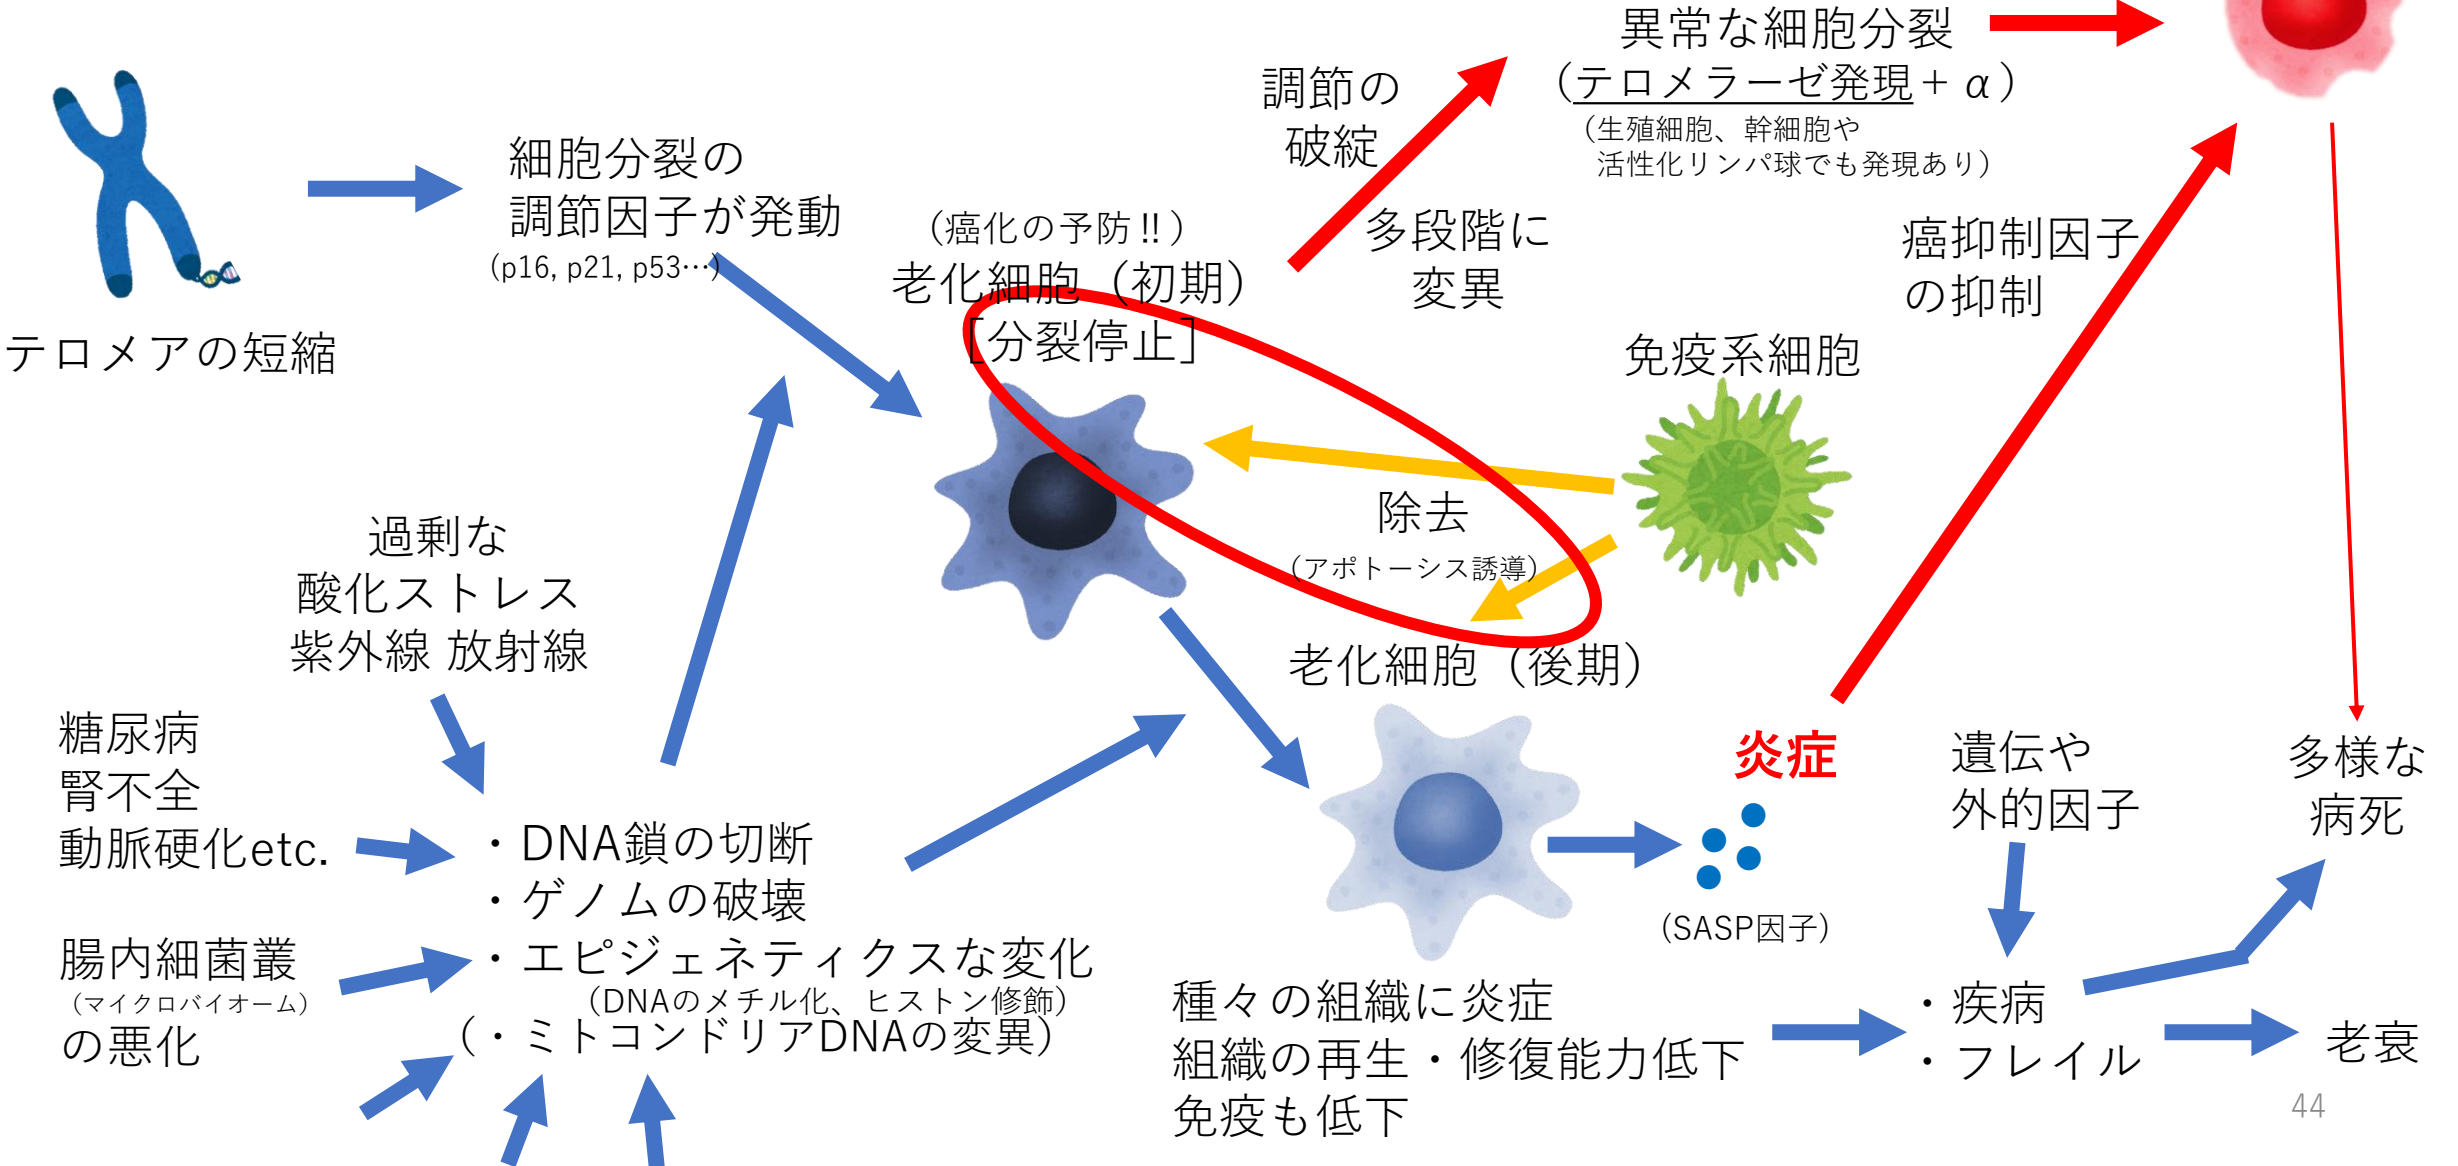 異常な細胞分裂
(テロメラーゼ発現+ α)
(生殖細胞、幹細胞や
活性化リンパ球でも発現あり)
調節の
破綻
多段階に
変異
細胞分裂の
調節因子が発動
(p16, p21, p53…)
テロメアの短縮
(癌化の予防‼)
老化細胞(初期)
[分裂停止]
癌抑制因子
の抑制
免疫系細胞
除去
(アポトーシス誘導)
過剰な
酸化ストレス
紫外線 放射線
老化細胞(後期)
糖尿病
腎不全
動脈硬化etc.
・DNA鎖の切断
・ゲノムの破壊
・エピジェネティクスな変化
(DNAのメチル化、ヒストン修飾)
(・ミトコンドリアDNAの変異)
腸内細菌叢
(マイクロバイオーム)
の悪化
炎症
(SASP因子)
遺伝や
外的因子
多様な
病死
種々の組織に炎症
組織の再生・修復能力低下
免疫も低下
・疾病
・フレイル
老衰
44